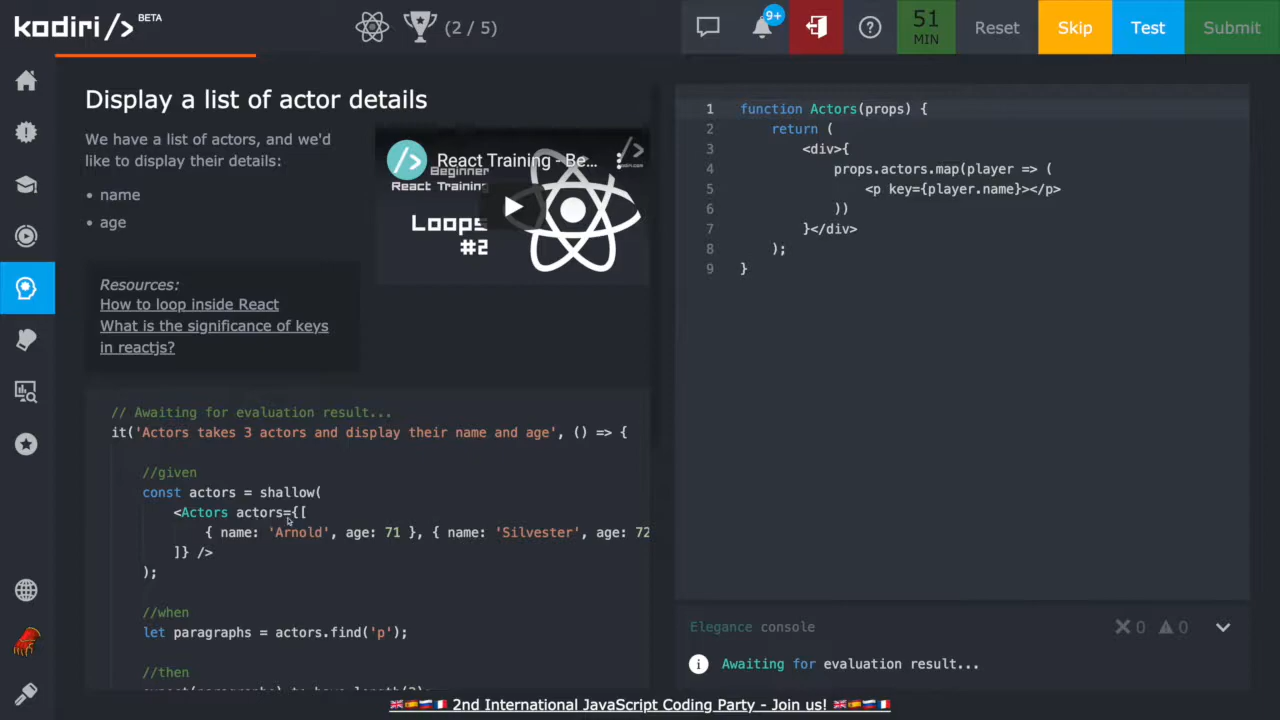 kodiri </> BETA
(2 / 5)
9+
51
MIN
Reset
Skip
Test
Submit
Display a list of actor details
We have a list of actors, and we'd
like to display their details:
• name
• age
React Training - Be...
Beginner
React Training
Loops
#2
Resources:
How to loop inside React
What is the significance of keys
in reactjs?
// Awaiting for evaluation result...
it('Actors takes 3 actors and display their name and age', () => {
//given
const actors = shallow(
<Actors actors={[
{ name: 'Arnold', age: 71 }, { name: 'Silvester', age: 72
]} />
);
//when
let paragraphs = actors.find('p');
//then
1 function Actors(props) {
2 return (
3 <div>{
4 props.actors.map(player => (
5 <p key={player.name}></p>
6 ))
7 }</div>
8 );
9 }
Elegance console
0 0
Awaiting for evaluation result...
2nd International JavaScript Coding Party - Join us!